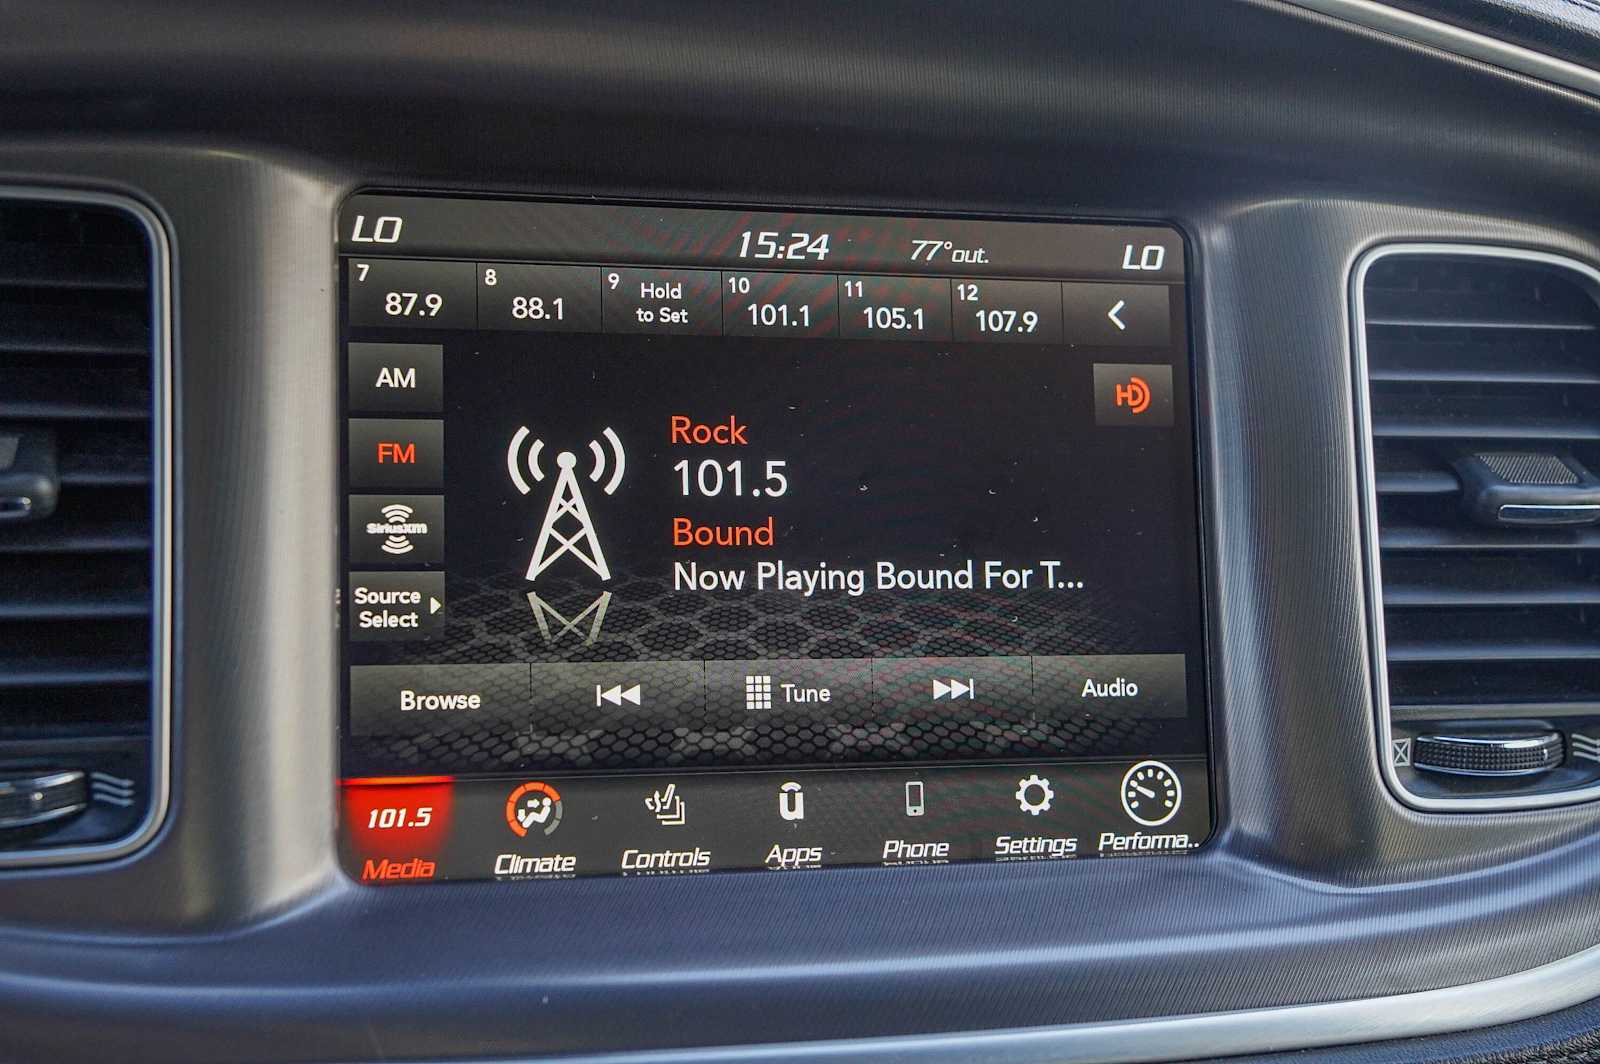 LO 15:24 77° out. LO
7 87.9 8 88.1 9 Hold to Set 10 101.1 11 105.1 12 107.9
AM
FM
SiriusXM
Source
Select
HD
Rock
101.5
Bound
Now Playing Bound For T...
Browse Tune Audio
101.5
Media Climate Controls Apps Phone Settings Performa..